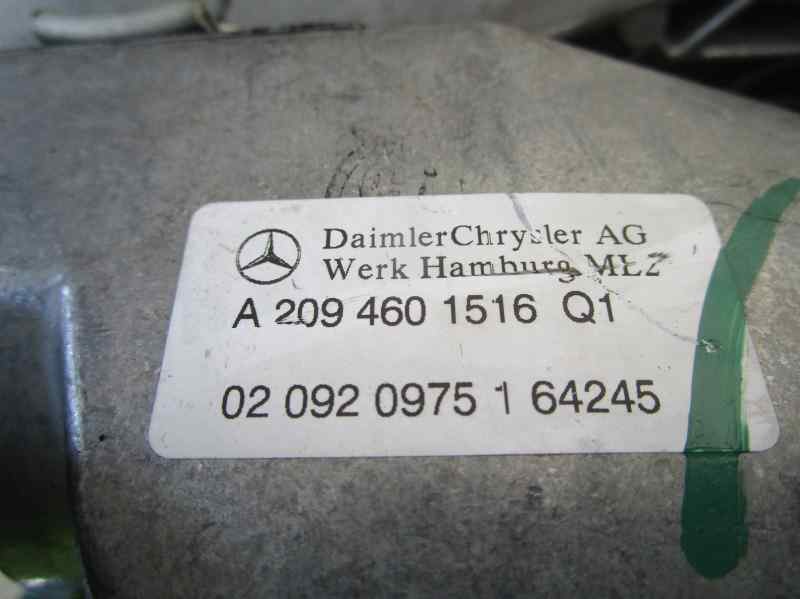 DaimlerChrysler AG
Werk Hamburg MLZ
A 209 460 1516 Q1
02 092 0975 1 64245